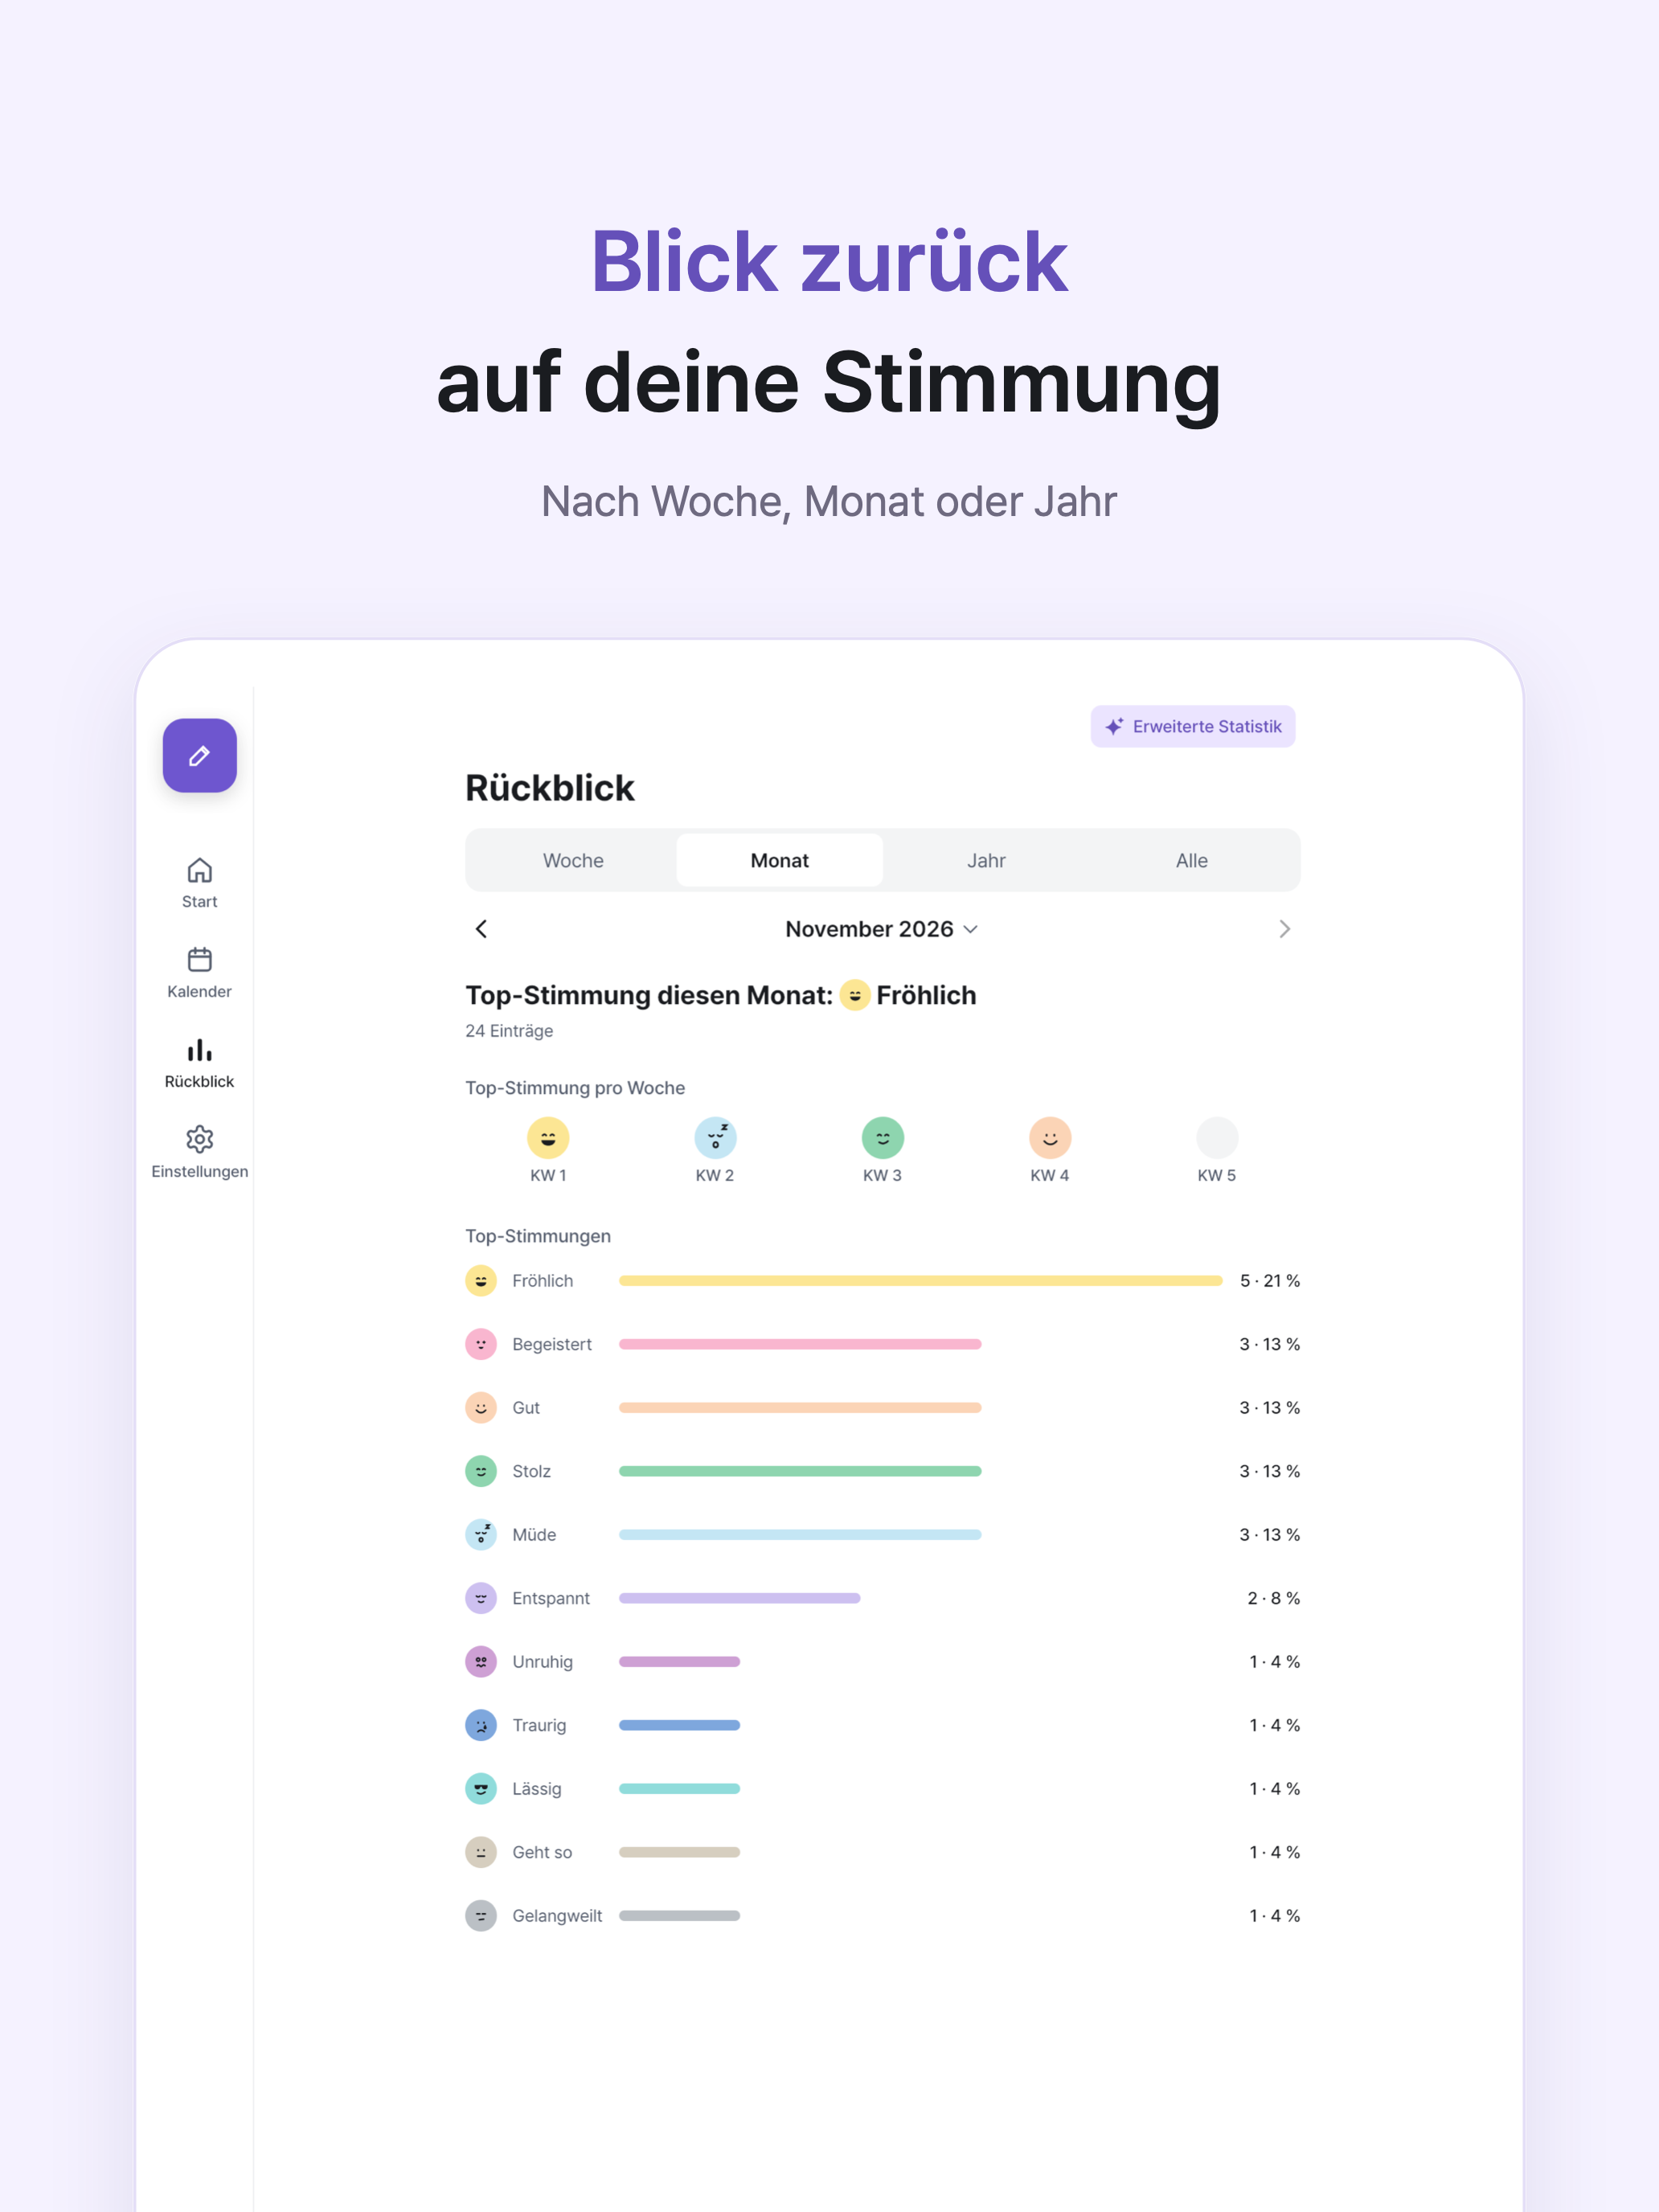 Blick zurück
auf deine Stimmung
Nach Woche, Monat oder Jahr
Erweiterte Statistik
Rückblick
Woche Monat Jahr Alle
November 2026
Start
Kalender
Rückblick
Einstellungen
Top-Stimmung diesen Monat: Fröhlich
24 Einträge
Top-Stimmung pro Woche
KW 1 KW 2 KW 3 KW 4 KW 5
Top-Stimmungen
Fröhlich 5 · 21 %
Begeistert 3 · 13 %
Gut 3 · 13 %
Stolz 3 · 13 %
Müde 3 · 13 %
Entspannt 2 · 8 %
Unruhig 1 · 4 %
Traurig 1 · 4 %
Lässig 1 · 4 %
Geht so 1 · 4 %
Gelangweilt 1 · 4 %